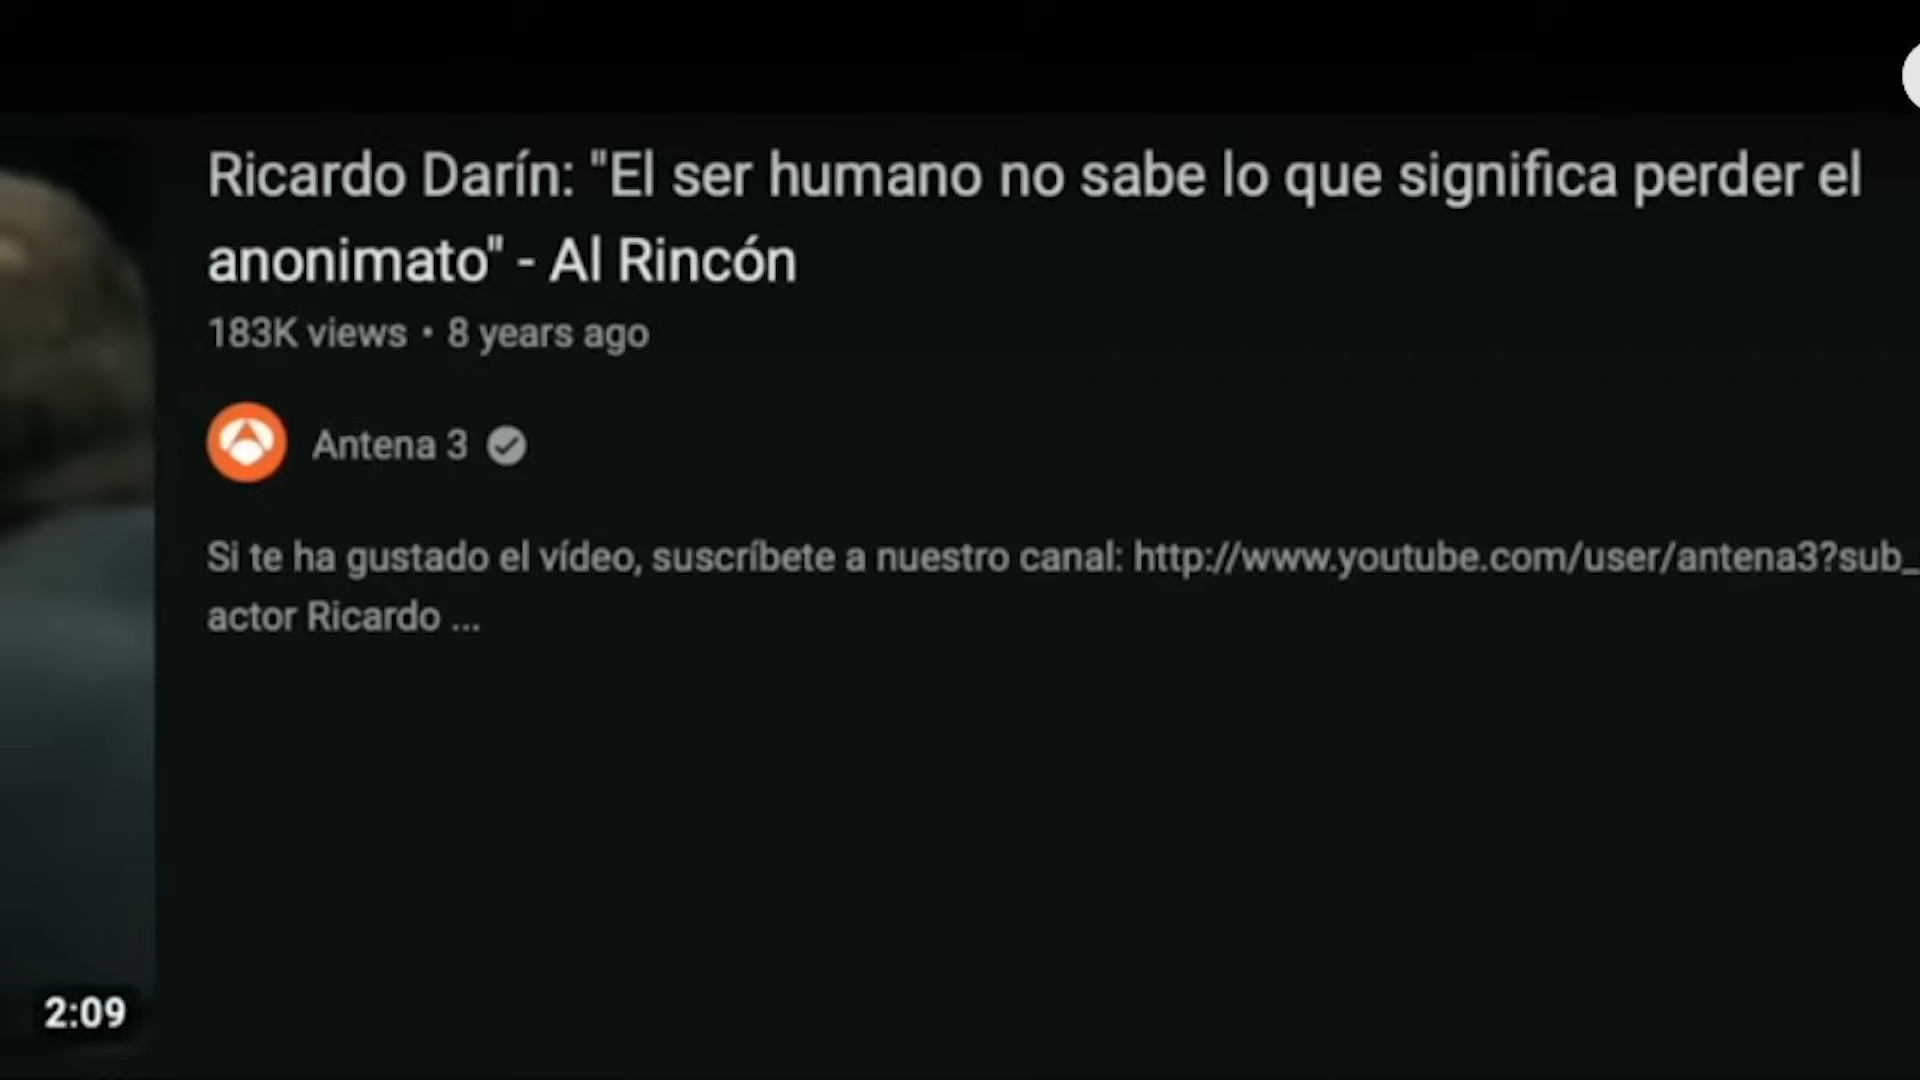 Ricardo Darín: "El ser humano no sabe lo que significa perder el
anonimato" - Al Rincón
183K views • 8 years ago
Antena 3
Si te ha gustado el vídeo, suscríbete a nuestro canal: http://www.youtube.com/user/antena3?sub_
actor Ricardo ...
2:09